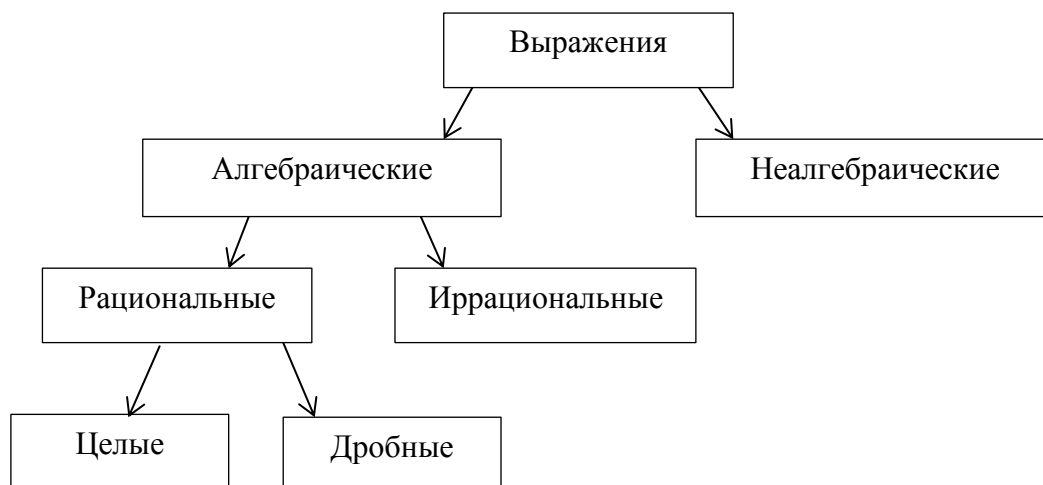 Выражения
Алгебраические
Неалгебраические
Рациональные
Иррациональные
Целые
Дробные